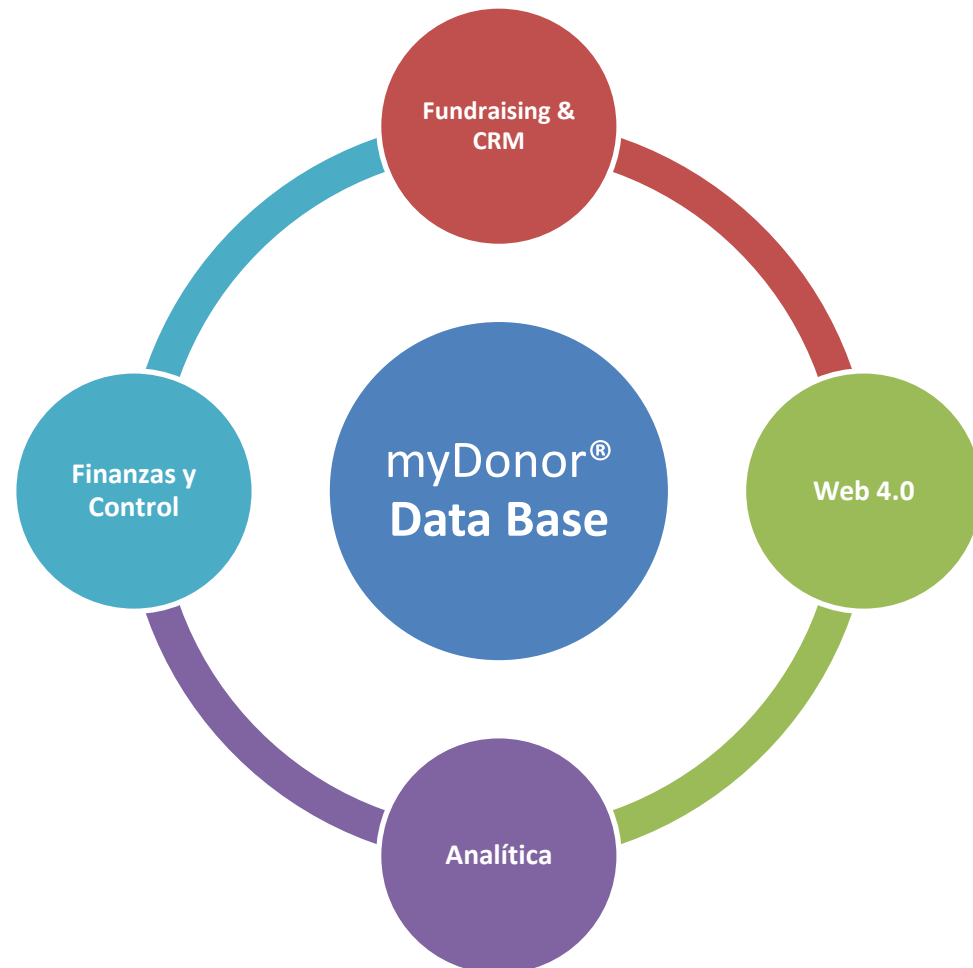 Fundraising &
CRM
Finanzas y
Control
myDonor®
Data Base
Web 4.0
Analítica